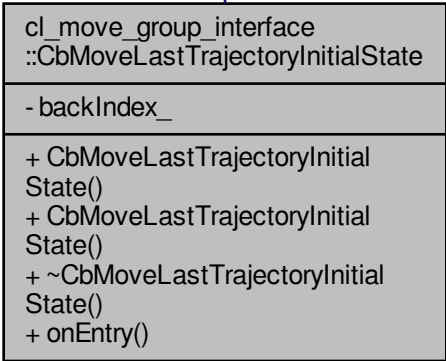 cl_move_group_interface
::CbMoveLastTrajectoryInitialState
- backIndex_
+ CbMoveLastTrajectoryInitial
State()
+ CbMoveLastTrajectoryInitial
State()
+ ~CbMoveLastTrajectoryInitial
State()
+ onEntry()